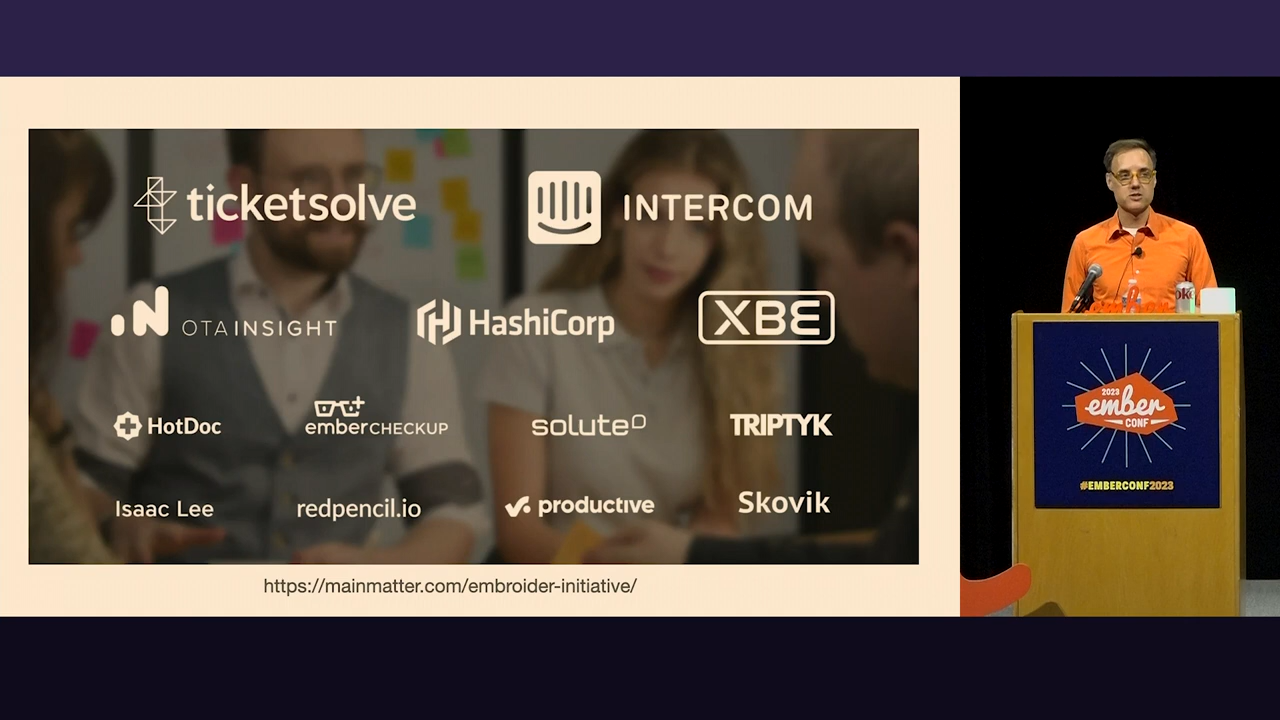 ticketsolve
INTERCOM
OTAINSIGHT
HashiCorp
XBE
HotDoc
emberCHECKUP
solute
TRIPTYK
Isaac Lee
redpencil.io
productive
Skovik
https://mainmatter.com/embroider-initiative/
2023
ember
CONF
#EMBERCONF2023